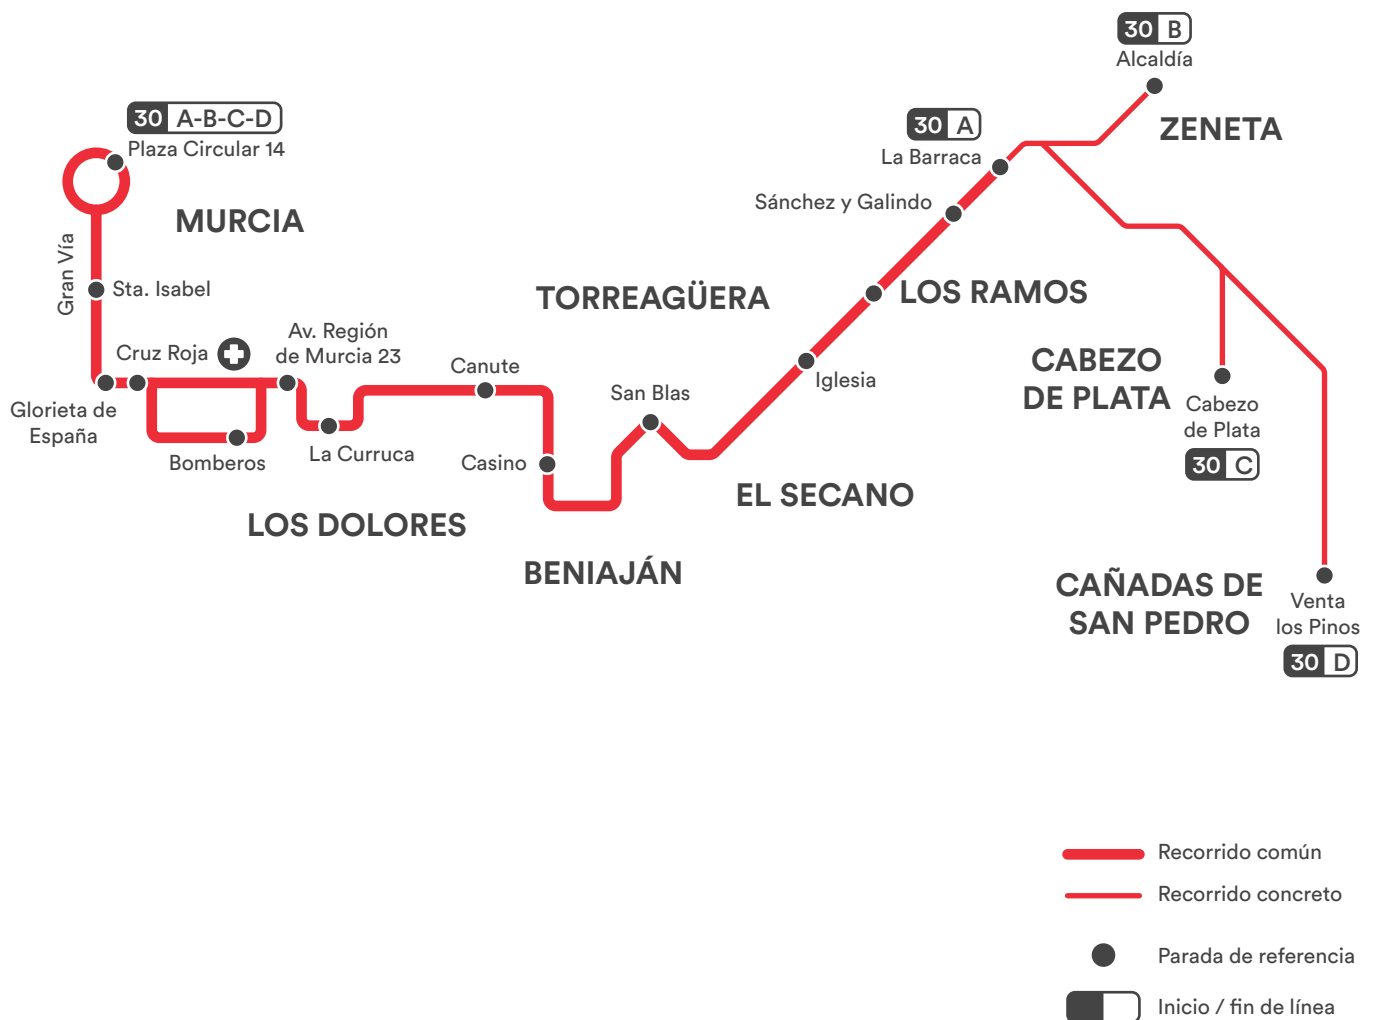 30 B
Alcaldía
ZENETA
30 A-B-C-D
Plaza Circular 14
MURCIA
30 A
La Barraca
Sánchez y Galindo
Gran Vía
Sta. Isabel
TORREAGÜERA
LOS RAMOS
Cruz Roja
Av. Región
de Murcia 23
Canute
San Blas
Iglesia
CABEZO
DE PLATA
Cabezo
de Plata
30 C
Glorieta de
España
Bomberos
La Curruca
Casino
EL SECANO
LOS DOLORES
BENIAJÁN
CAÑADAS DE
SAN PEDRO
Venta
los Pinos
30 D
Recorrido común
Recorrido concreto
Parada de referencia
Inicio / fin de línea